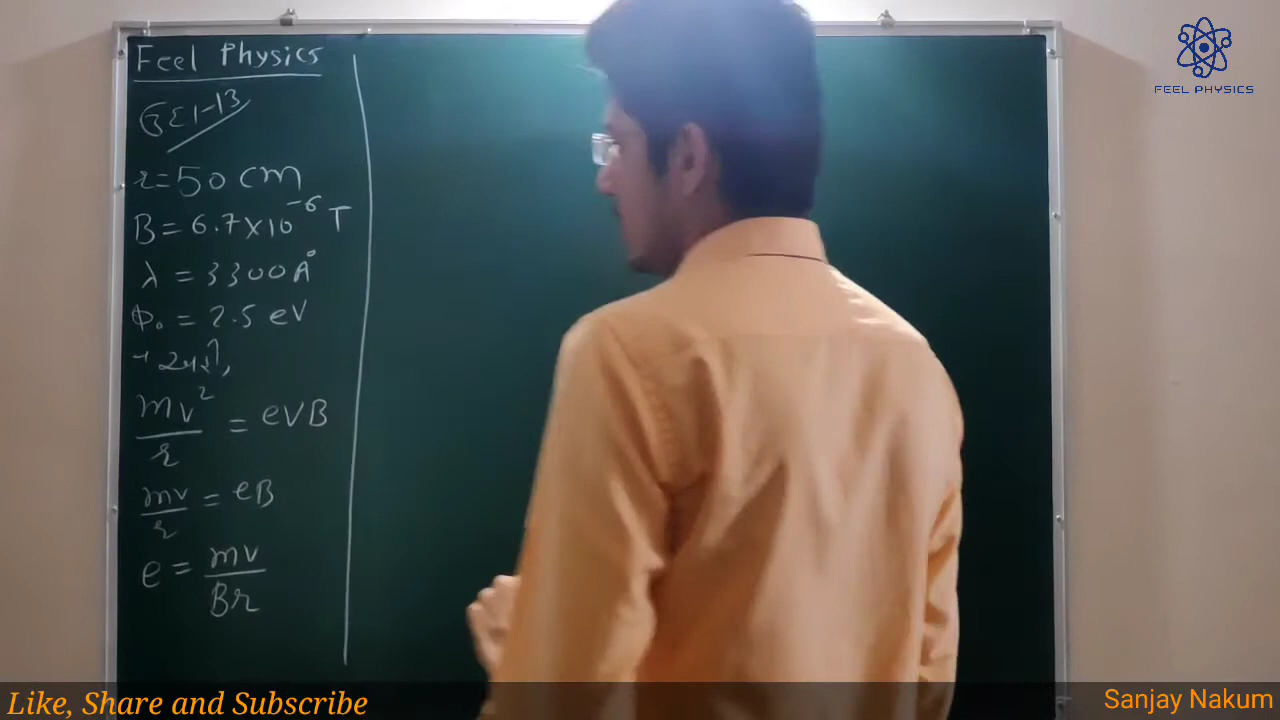 Feel Physics
r=50 cm
B = 6.7×10⁻⁶ T
λ = 3300 A°
Φ₀ = 2.5 eV
mv²/r = evB
mv/r = eB
e = mv/Br
FEEL PHYSICS
Like, Share and Subscribe
Sanjay Nakum